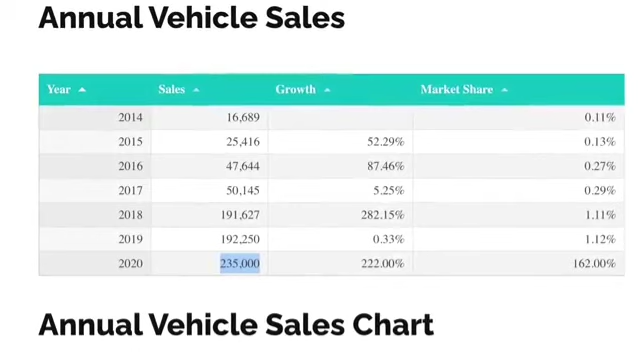 Annual Vehicle Sales
Year Sales Growth Market Share
2014 16,689 0.11%
2015 25,416 52.29% 0.13%
2016 47,644 87.46% 0.27%
2017 50,145 5.25% 0.29%
2018 191,627 282.15% 1.11%
2019 192,250 0.33% 1.12%
2020 235,000 222.00% 162.00%
Annual Vehicle Sales Chart